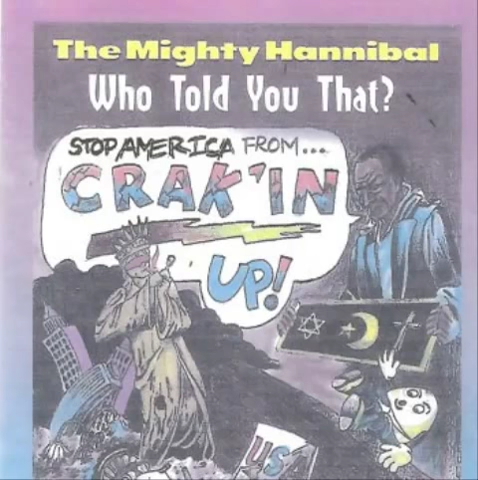 The Mighty Hannibal
Who Told You That?
STOP AMERICA FROM...
CRAK'IN
UP!
USA